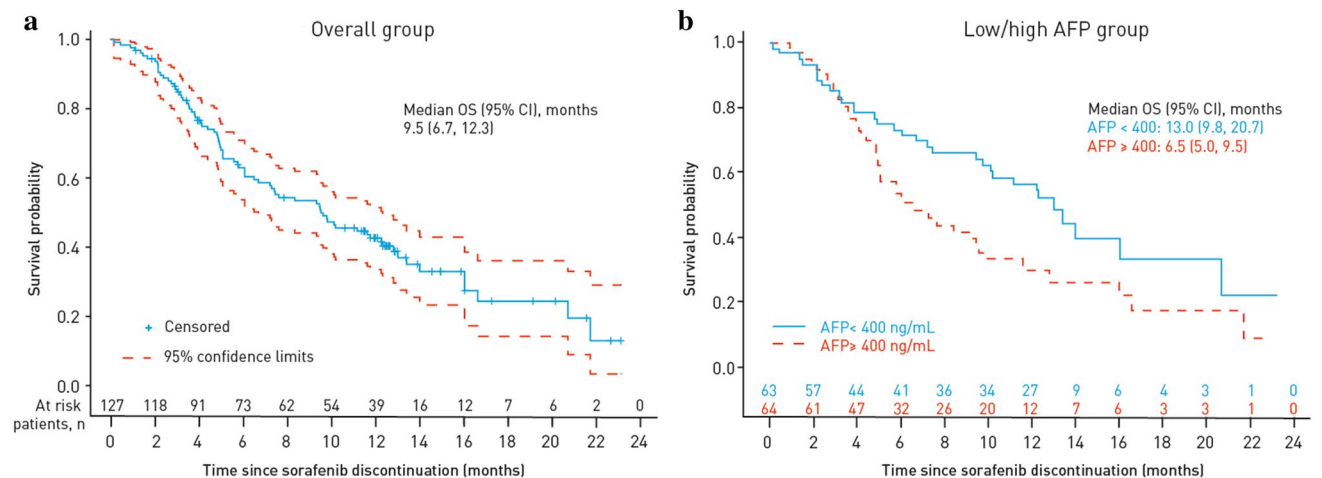 a
Overall group
Survival probability
1.0
0.8
0.6
0.4
0.2
0.0
Median OS (95% CI), months
9.5 (6.7, 12.3)
Censored
95% confidence limits
At risk
patients, n
127 118 91 73 62 54 39 16 12 7 6 2 0
0 2 4 6 8 10 12 14 16 18 20 22 24
Time since sorafenib discontinuation (months)
b
Low/high AFP group
Survival probability
1.0
0.8
0.6
0.4
0.2
0.0
Median OS (95% CI), months
AFP < 400: 13.0 (9.8, 20.7)
AFP ≥ 400: 6.5 (5.0, 9.5)
AFP< 400 ng/mL
AFP≥ 400 ng/mL
63 57 44 41 36 34 27 9 6 4 3 1 0
64 61 47 32 26 20 12 7 6 3 3 1 0
0 2 4 6 8 10 12 14 16 18 20 22 24
Time since sorafenib discontinuation (months)